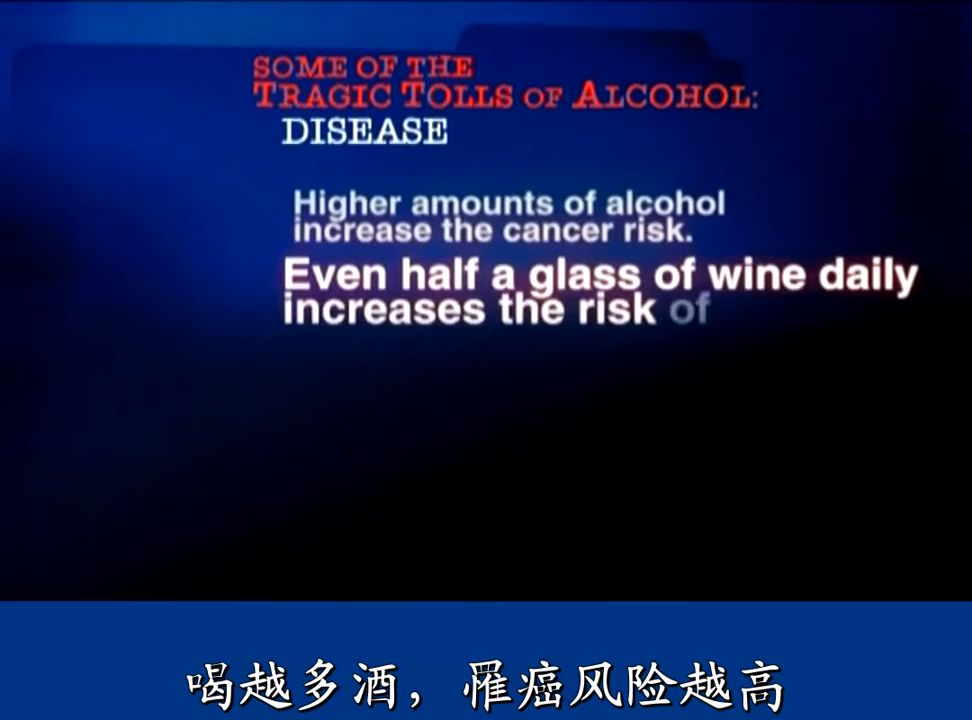 SOME OF THE
TRAGIC TOLLS OF ALCOHOL:
DISEASE
Higher amounts of alcohol
increase the cancer risk.
Even half a glass of wine daily
increases the risk of
喝越多酒，罹癌风险越高